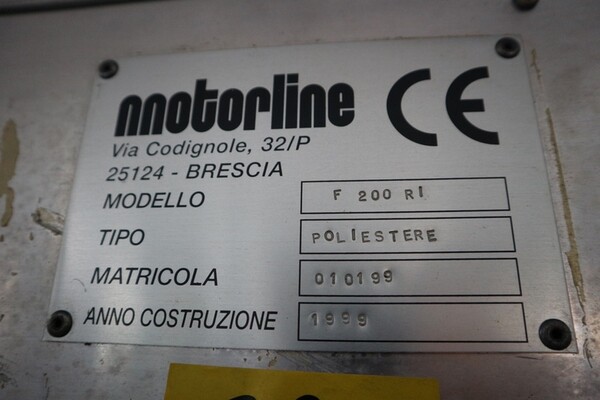 motorline CE
Via Codignole, 32/P
25124 - BRESCIA
MODELLO F 200 RI
TIPO POLIESTERE
MATRICOLA 010199
ANNO COSTRUZIONE 1999